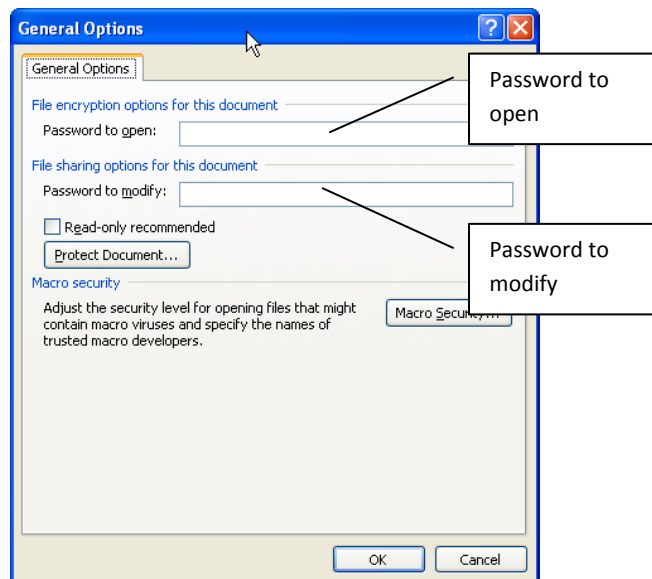 General Options
General Options
File encryption options for this document
Password to open:
Password to
open
File sharing options for this document
Password to modify:
Read-only recommended
Protect Document...
Password to
modify
Macro security
Adjust the security level for opening files that might
contain macro viruses and specify the names of
trusted macro developers.
Macro Security...
OK
Cancel